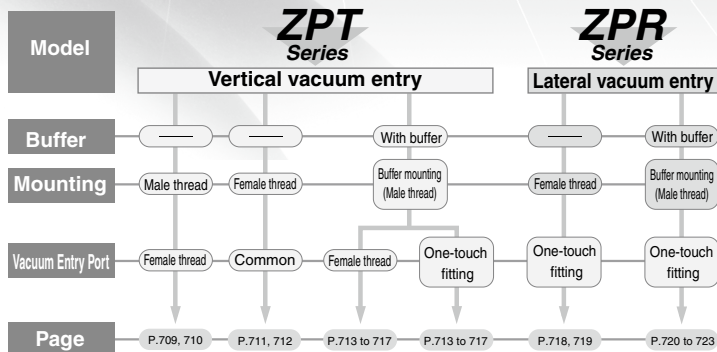 Model
ZPT
Series
ZPR
Series
Vertical vacuum entry
Lateral vacuum entry
Buffer
With buffer
With buffer
Mounting
Male thread
Female thread
Buffer mounting
(Male thread)
Female thread
Buffer mounting
(Male thread)
Vacuum Entry Port
Female thread
Common
Female thread
One-touch
fitting
One-touch
fitting
One-touch
fitting
Page
P.709, 710
P.711, 712
P.713 to 717
P.713 to 717
P.718, 719
P.720 to 723